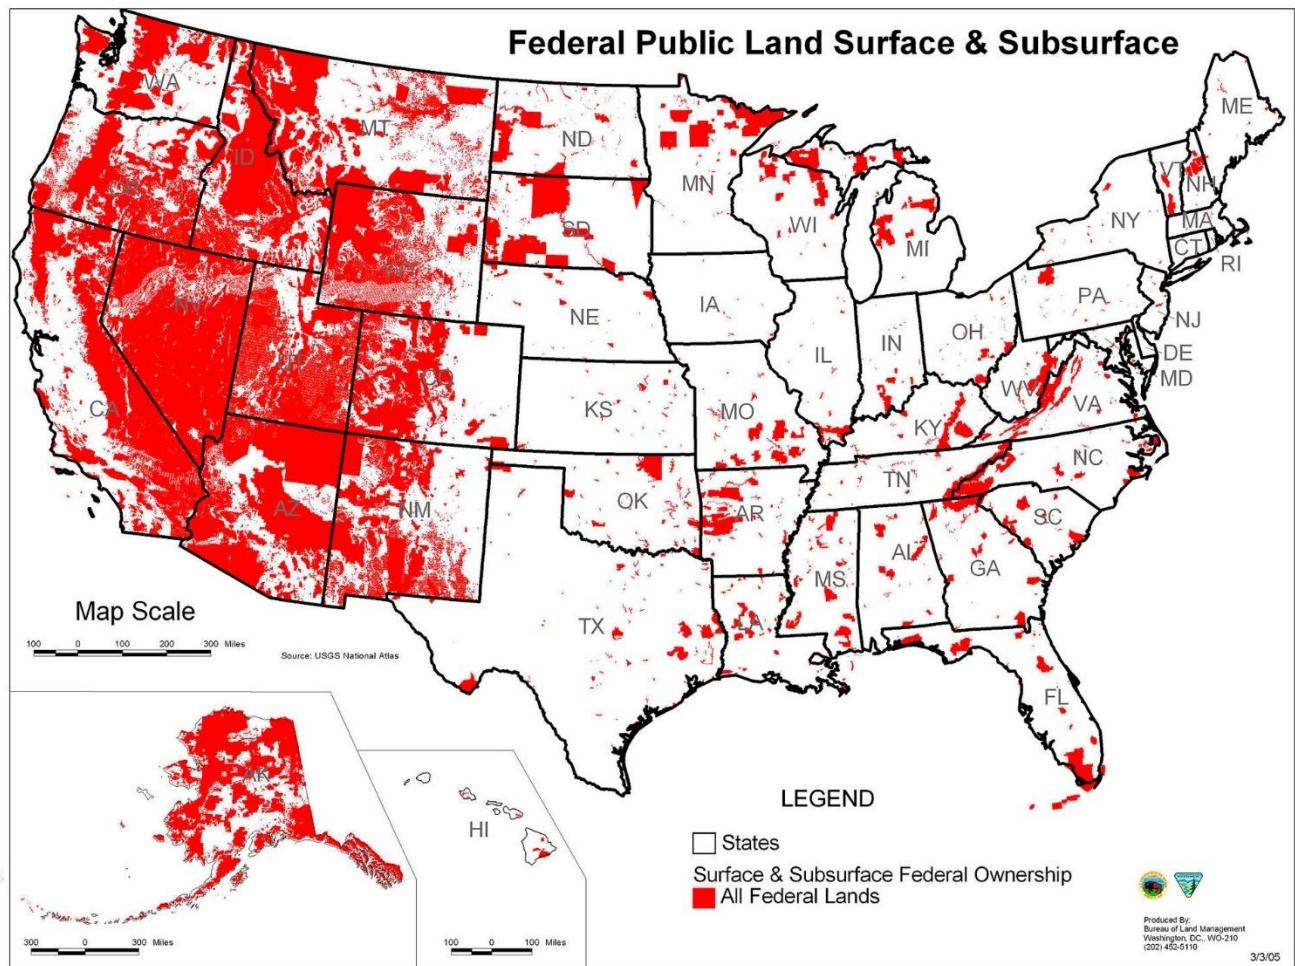 Federal Public Land Surface & Subsurface
WA
MT
ND
MN
ME
OR
ID
SD
WI
MI
VT
NH
NY
MA
CT
RI
WY
NV
NE
IA
PA
NJ
UT
CO
IL
IN
OH
DE
MD
WV
VA
CA
KS
MO
KY
NC
TN
AZ
NM
OK
AR
SC
MS
AL
GA
TX
LA
FL
AK
HI
Map Scale
100 0 100 200 300 Miles
Source: USGS National Atlas
300 0 300 Miles
100 0 100 Miles
LEGEND
States
Surface & Subsurface Federal Ownership
All Federal Lands
Produced By:
Bureau of Land Management
Washington, DC., WO-210
(202) 452-5110
3/3/05